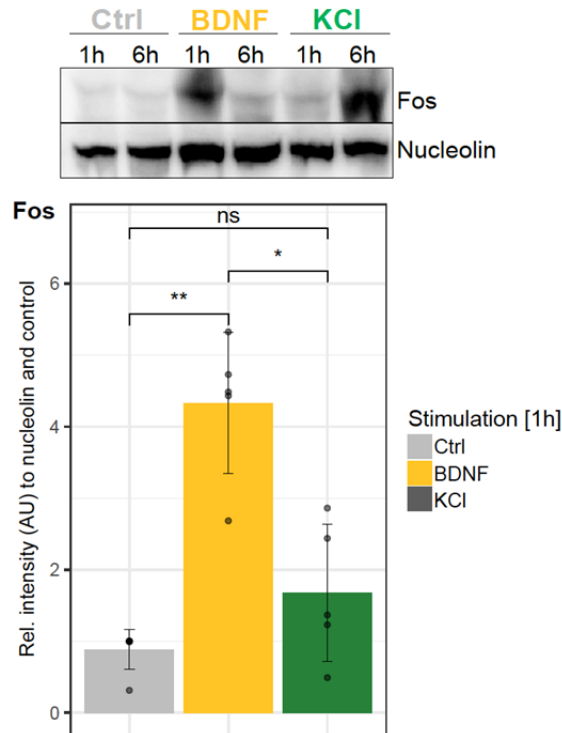 Ctrl BDNF KCl
1h 6h 1h 6h 1h 6h
Fos
Nucleolin
Fos
ns
*
**
6
4
2
0
Rel. intensity (AU) to nucleolin and control
Stimulation [1h]
Ctrl
BDNF
KCl